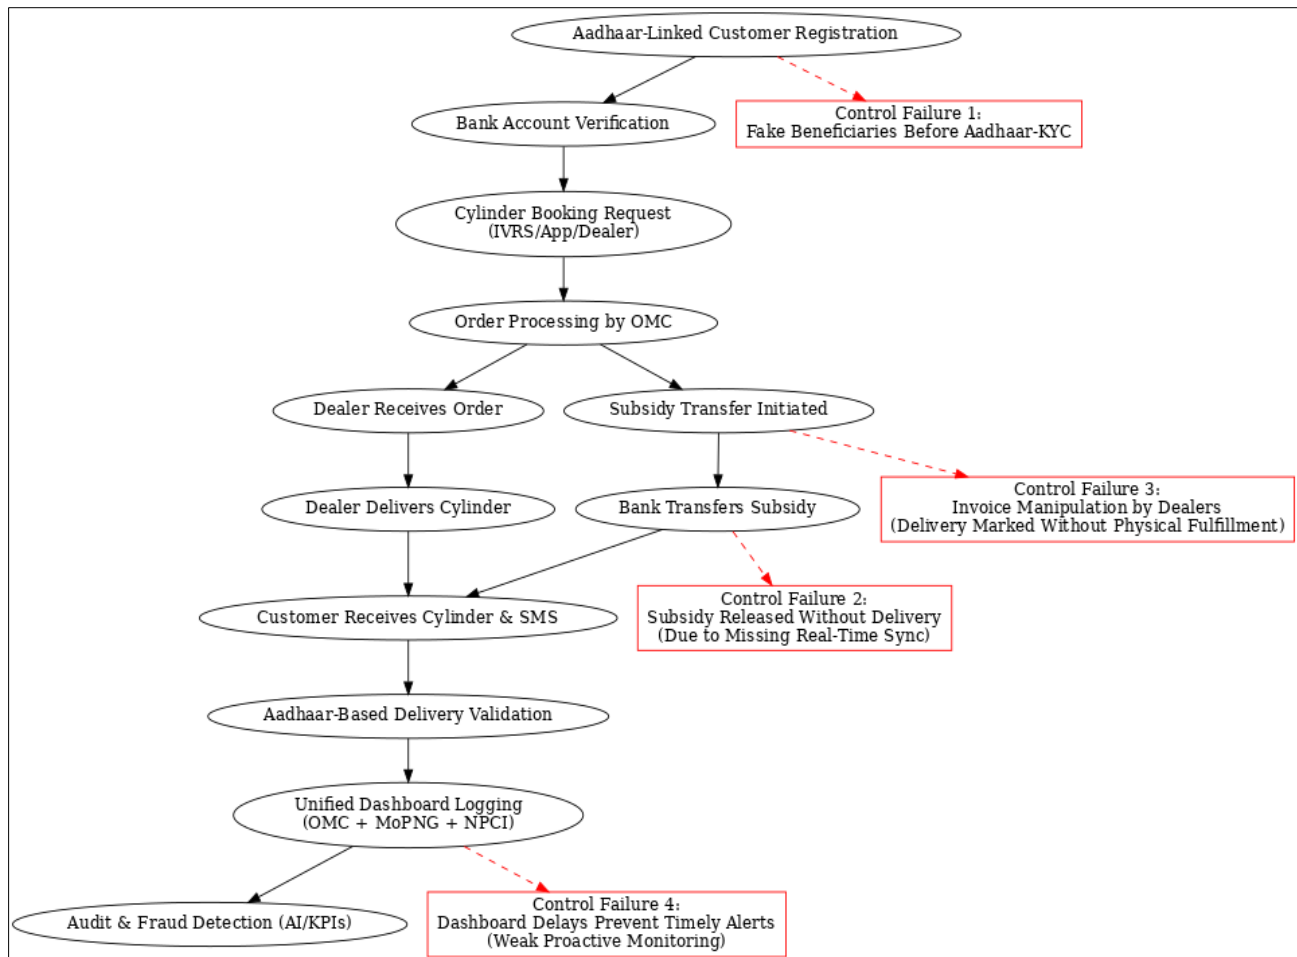 Aadhaar-Linked Customer Registration
Control Failure 1:
Fake Beneficiaries Before Aadhaar-KYC
Bank Account Verification
Cylinder Booking Request
(IVRS/App/Dealer)
Order Processing by OMC
Dealer Receives Order
Subsidy Transfer Initiated
Control Failure 3:
Invoice Manipulation by Dealers
(Delivery Marked Without Physical Fulfillment)
Dealer Delivers Cylinder
Bank Transfers Subsidy
Control Failure 2:
Subsidy Released Without Delivery
(Due to Missing Real-Time Sync)
Customer Receives Cylinder & SMS
Aadhaar-Based Delivery Validation
Unified Dashboard Logging
(OMC + MoPNG + NPCI)
Audit & Fraud Detection (AI/KPIs)
Control Failure 4:
Dashboard Delays Prevent Timely Alerts
(Weak Proactive Monitoring)